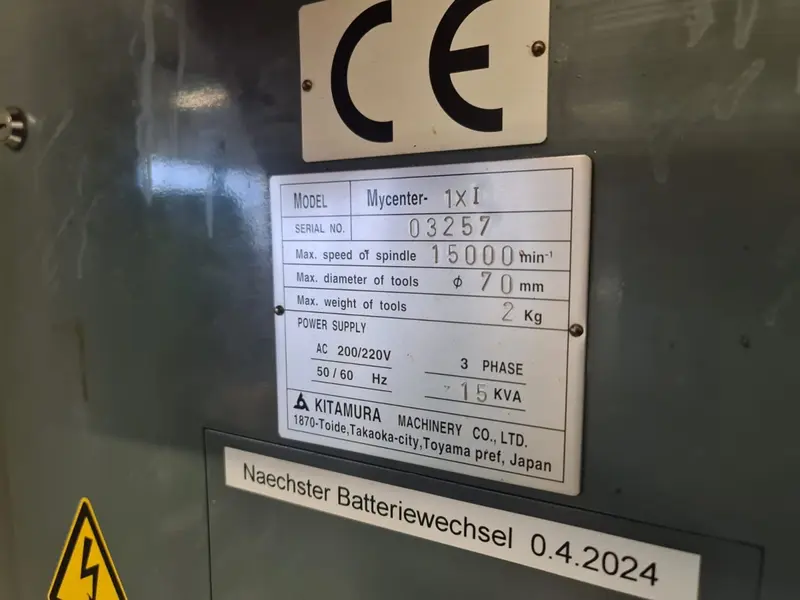 CE
MODEL Mycenter- 1XI
SERIAL NO. 03257
Max. speed of spindle 15000 min-1
Max. diameter of tools φ 70 mm
Max. weight of tools 2 Kg
POWER SUPPLY
AC 200/220V 3 PHASE
50/60 Hz 15 KVA
KITAMURA MACHINERY CO., LTD.
1870-Toide,Takaoka-city,Toyama pref, Japan
Naechster Batteriewechsel 0.4.2024